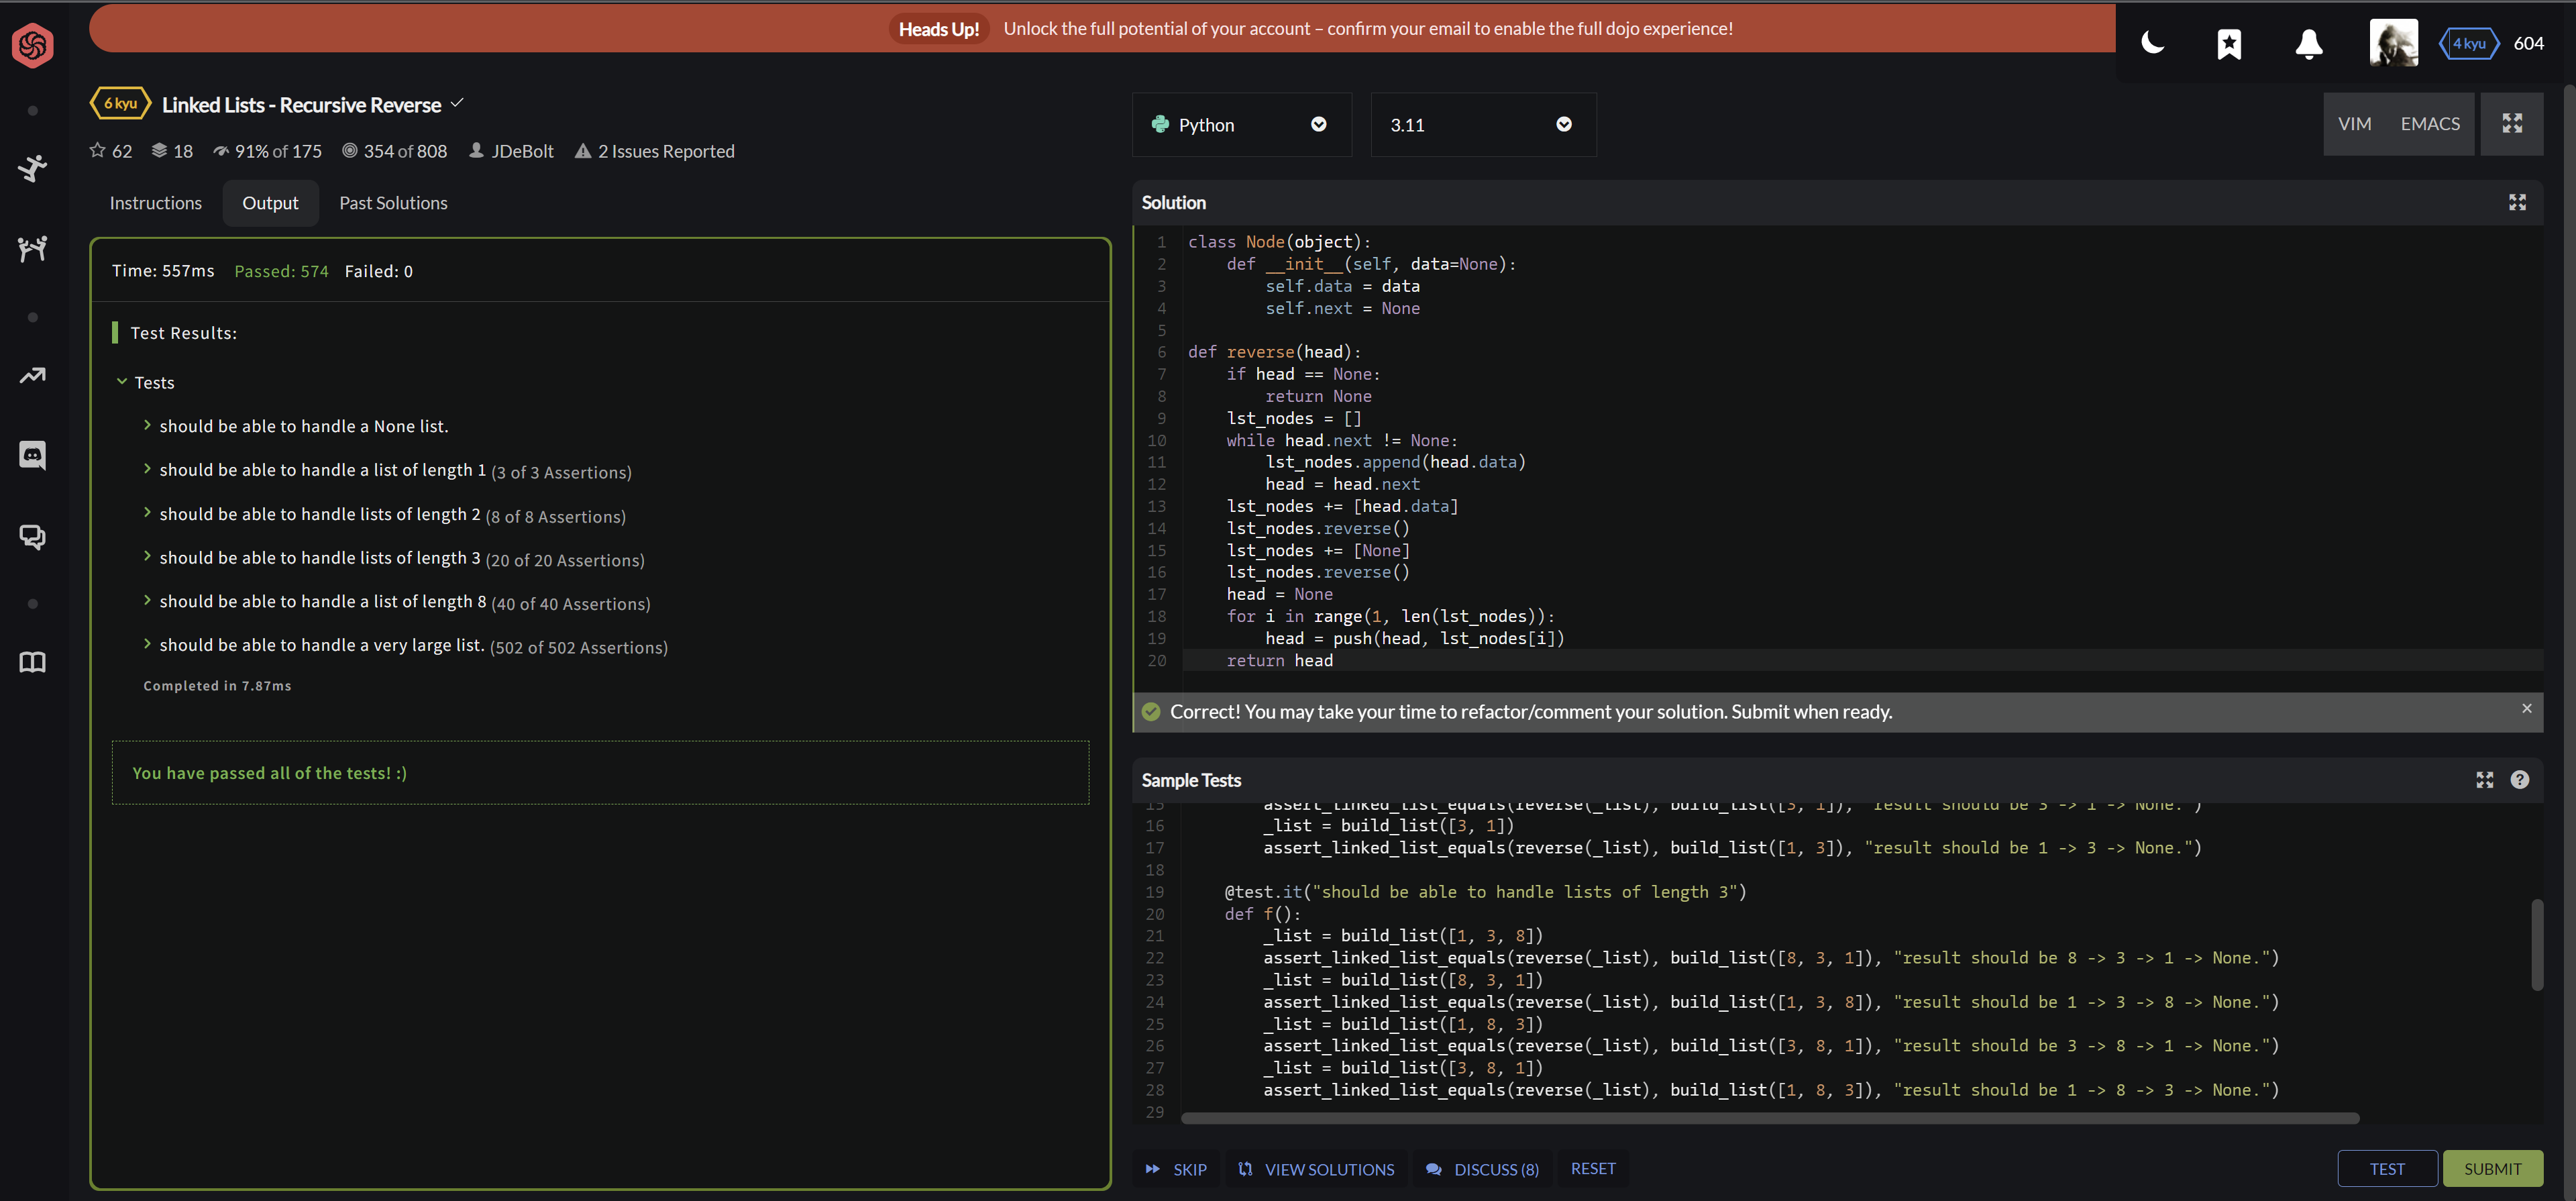 Heads Up! Unlock the full potential of your account – confirm your email to enable the full dojo experience!
4 kyu 604
6 kyu Linked Lists - Recursive Reverse
62 18 91% of 175 354 of 808 JDeBolt 2 Issues Reported
Instructions Output Past Solutions
Time: 557ms Passed: 574 Failed: 0
Test Results:
Tests
should be able to handle a None list.
should be able to handle a list of length 1 (3 of 3 Assertions)
should be able to handle lists of length 2 (8 of 8 Assertions)
should be able to handle lists of length 3 (20 of 20 Assertions)
should be able to handle a list of length 8 (40 of 40 Assertions)
should be able to handle a very large list. (502 of 502 Assertions)
Completed in 7.87ms
You have passed all of the tests! :)
Python 3.11 VIM EMACS
Solution
1 class Node(object):
2 def __init__(self, data=None):
3 self.data = data
4 self.next = None
5
6 def reverse(head):
7 if head == None:
8 return None
9 lst_nodes = []
10 while head.next != None:
11 lst_nodes.append(head.data)
12 head = head.next
13 lst_nodes += [head.data]
14 lst_nodes.reverse()
15 lst_nodes += [None]
16 lst_nodes.reverse()
17 head = None
18 for i in range(1, len(lst_nodes)):
19 head = push(head, lst_nodes[i])
20 return head
Correct! You may take your time to refactor/comment your solution. Submit when ready.
Sample Tests
15 assert_linked_list_equals(reverse(_list), build_list([3, 1]), "result should be 3 -> 1 -> None.")
16 _list = build_list([3, 1])
17 assert_linked_list_equals(reverse(_list), build_list([1, 3]), "result should be 1 -> 3 -> None.")
18
19 @test.it("should be able to handle lists of length 3")
20 def f():
21 _list = build_list([1, 3, 8])
22 assert_linked_list_equals(reverse(_list), build_list([8, 3, 1]), "result should be 8 -> 3 -> 1 -> None.")
23 _list = build_list([8, 3, 1])
24 assert_linked_list_equals(reverse(_list), build_list([1, 3, 8]), "result should be 1 -> 3 -> 8 -> None.")
25 _list = build_list([1, 8, 3])
26 assert_linked_list_equals(reverse(_list), build_list([3, 8, 1]), "result should be 3 -> 8 -> 1 -> None.")
27 _list = build_list([3, 8, 1])
28 assert_linked_list_equals(reverse(_list), build_list([1, 8, 3]), "result should be 1 -> 8 -> 3 -> None.")
29
SKIP VIEW SOLUTIONS DISCUSS (8) RESET TEST SUBMIT